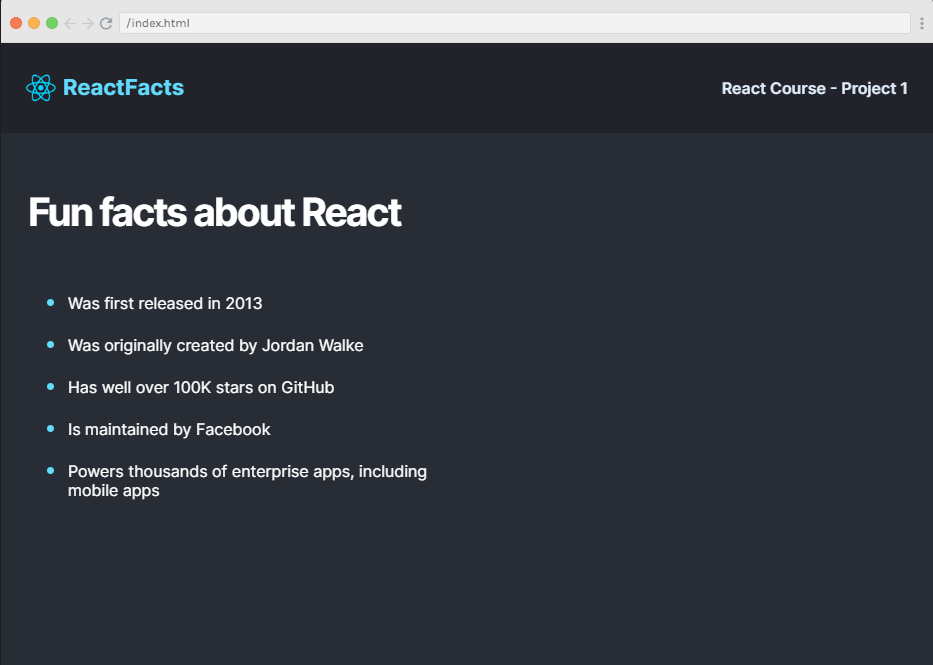 /index.html
ReactFacts
React Course - Project 1
Fun facts about React
Was first released in 2013
Was originally created by Jordan Walke
Has well over 100K stars on GitHub
Is maintained by Facebook
Powers thousands of enterprise apps, including
mobile apps